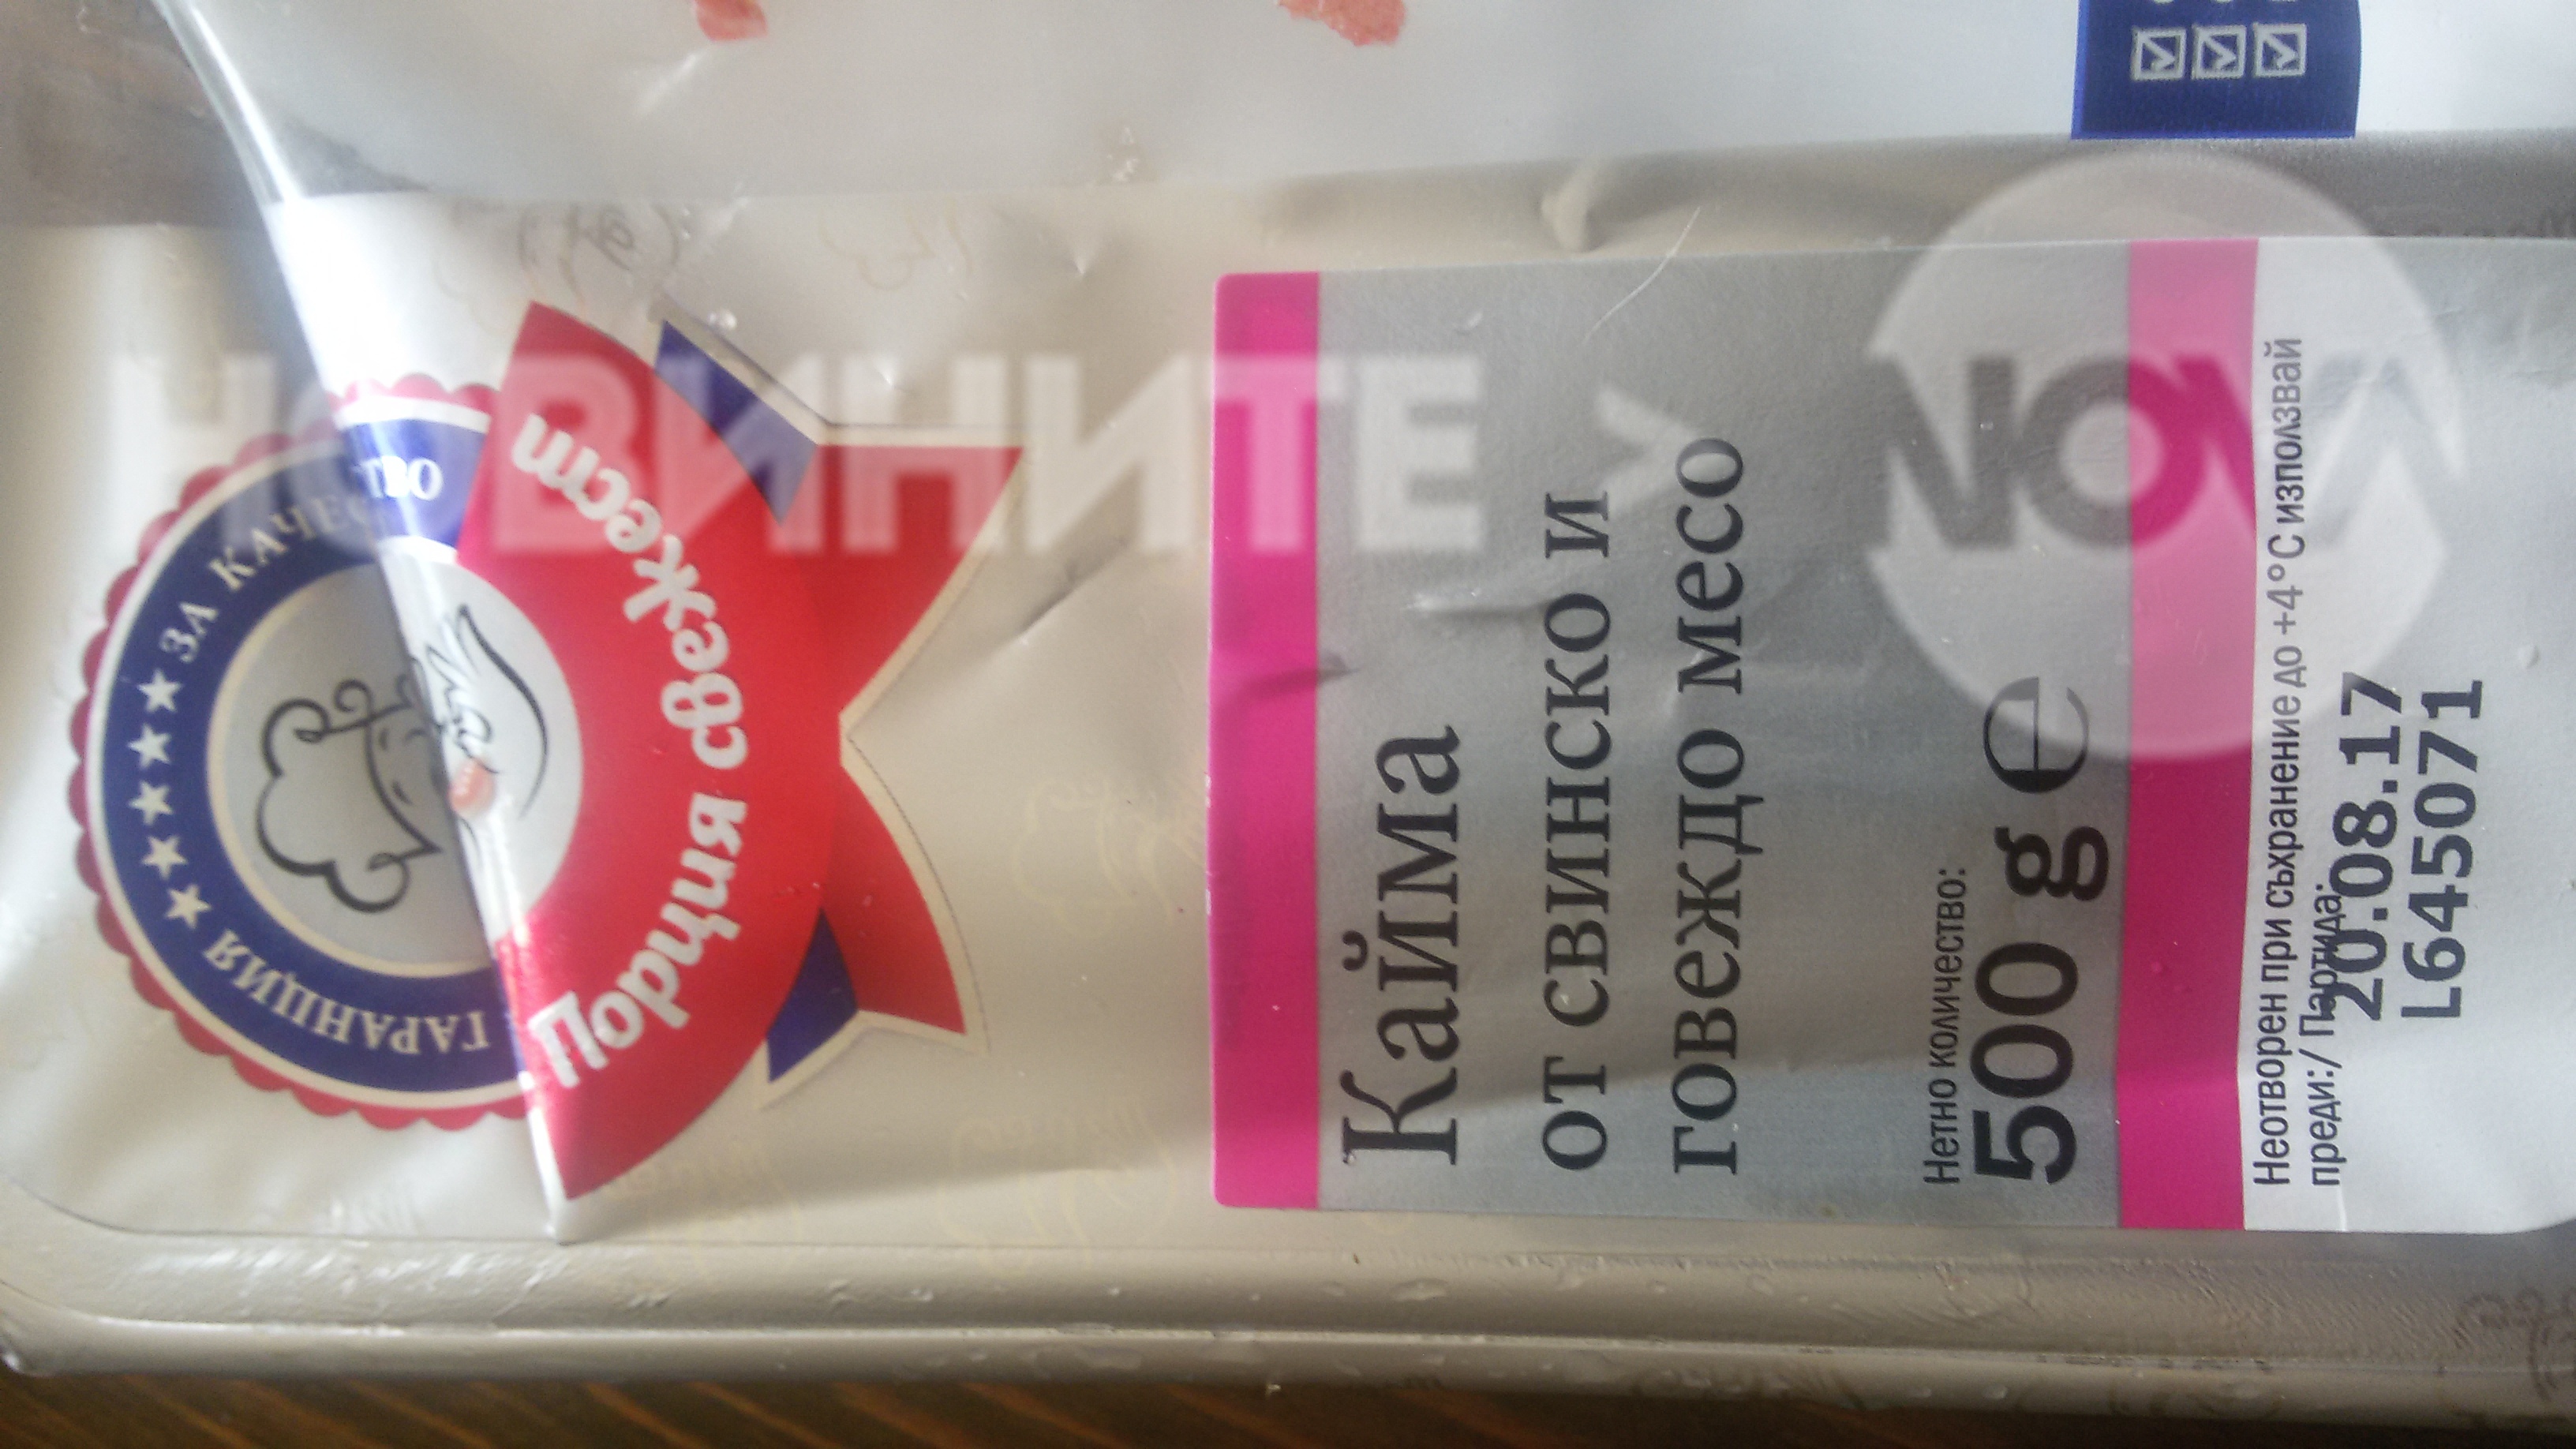 ГАРАНЦИЯ ★★★★★ ЗА КАЧЕСТВО
Порция свежест
Кайма
от свинско и
говеждо месо
Нетно количество:
500 g e
Неотворен при съхранение до +4°C използвай
преди:/ Партида:
20.08.17
L645071
НОВИНИТЕ >
NOVA